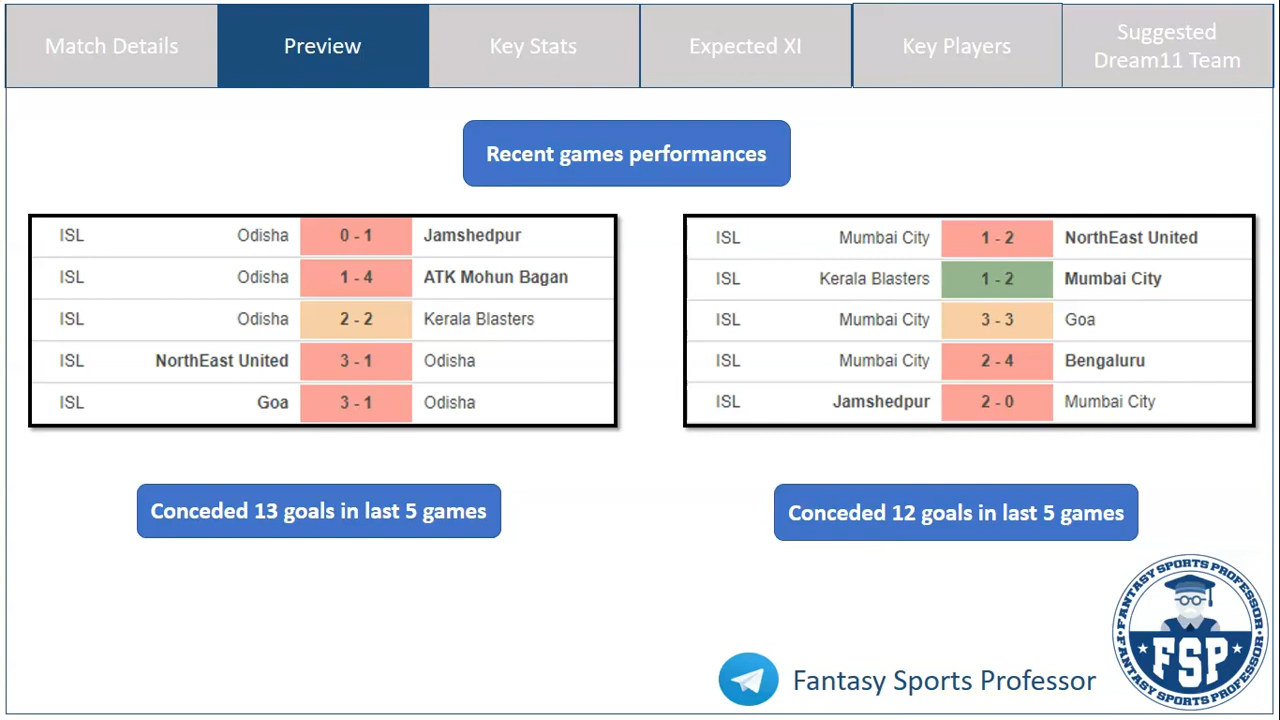 Match Details
Preview
Key Stats
Expected XI
Key Players
Suggested
Dream11 Team
Recent games performances
ISL Odisha 0 - 1 Jamshedpur
ISL Odisha 1 - 4 ATK Mohun Bagan
ISL Odisha 2 - 2 Kerala Blasters
ISL NorthEast United 3 - 1 Odisha
ISL Goa 3 - 1 Odisha
ISL Mumbai City 1 - 2 NorthEast United
ISL Kerala Blasters 1 - 2 Mumbai City
ISL Mumbai City 3 - 3 Goa
ISL Mumbai City 2 - 4 Bengaluru
ISL Jamshedpur 2 - 0 Mumbai City
Conceded 13 goals in last 5 games
Conceded 12 goals in last 5 games
Fantasy Sports Professor
FANTASY SPORTS PROFESSOR
FSP
FANTASY SPORTS PROFESSOR